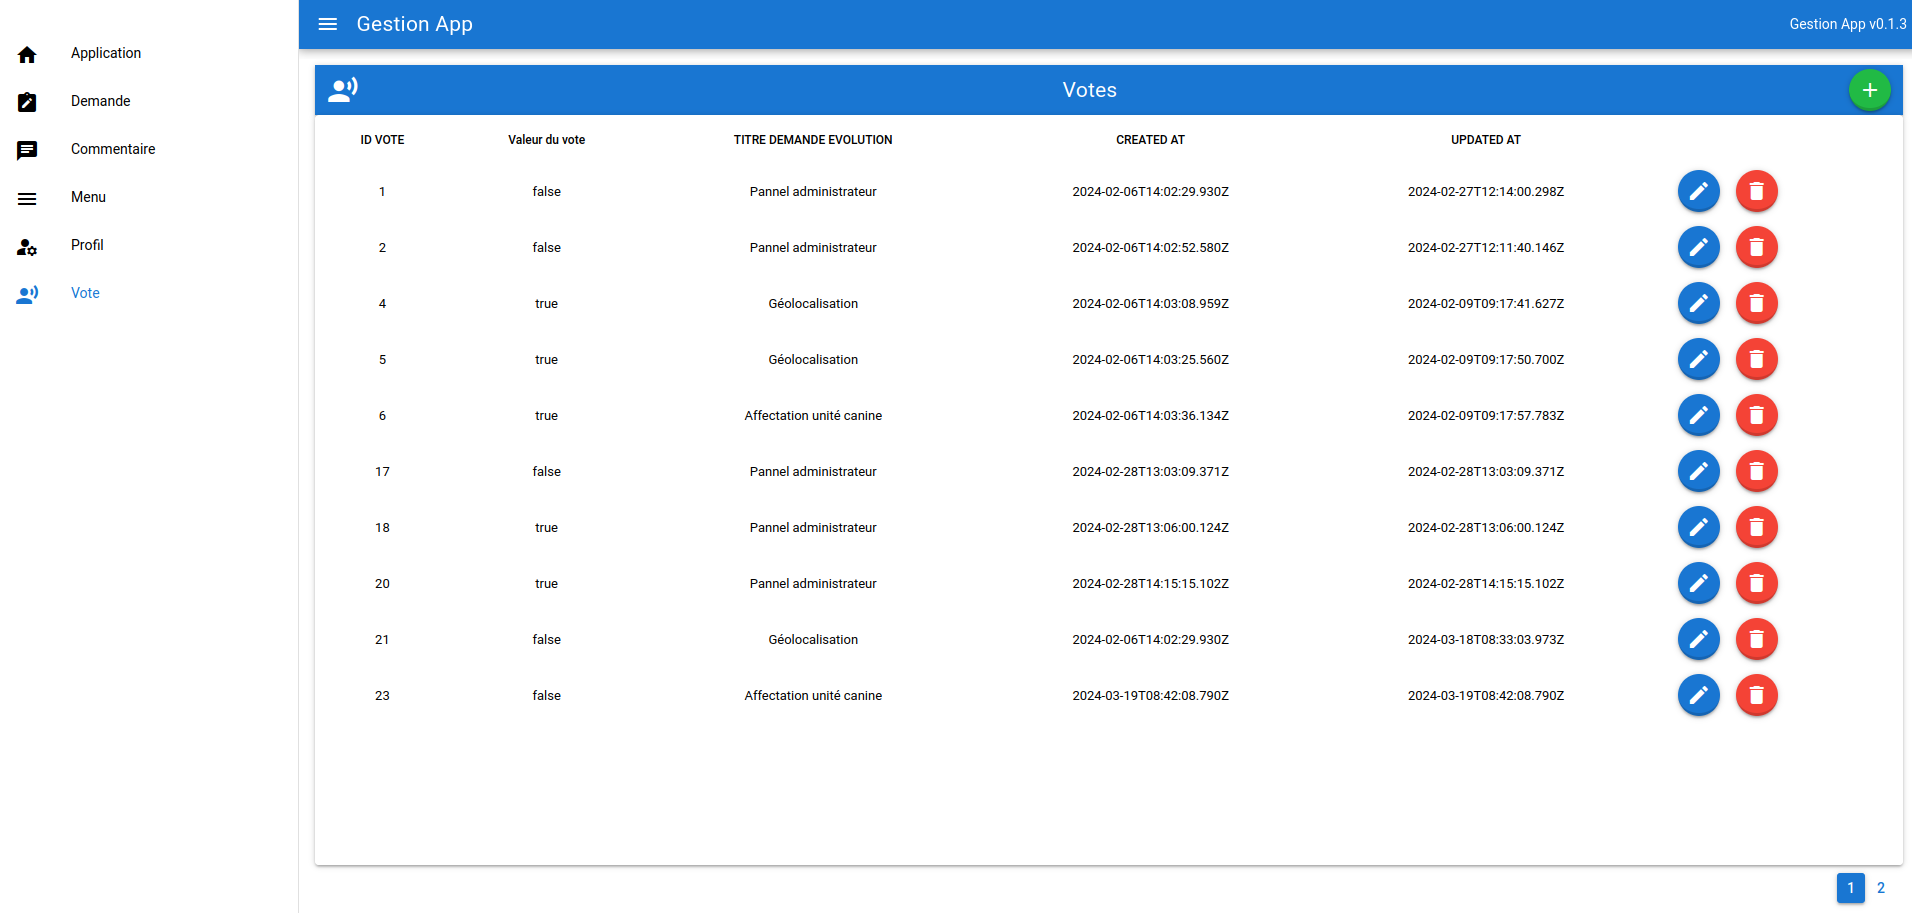 Gestion App
Gestion App v0.1.3
Application
Demande
Commentaire
Menu
Profil
Vote
Votes
ID VOTE Valeur du vote TITRE DEMANDE EVOLUTION CREATED AT UPDATED AT
1 false Pannel administrateur 2024-02-06T14:02:29.930Z 2024-02-27T12:14:00.298Z
2 false Pannel administrateur 2024-02-06T14:02:52.580Z 2024-02-27T12:11:40.146Z
4 true Géolocalisation 2024-02-06T14:03:08.959Z 2024-02-09T09:17:41.627Z
5 true Géolocalisation 2024-02-06T14:03:25.560Z 2024-02-09T09:17:50.700Z
6 true Affectation unité canine 2024-02-06T14:03:36.134Z 2024-02-09T09:17:57.783Z
17 false Pannel administrateur 2024-02-28T13:03:09.371Z 2024-02-28T13:03:09.371Z
18 true Pannel administrateur 2024-02-28T13:06:00.124Z 2024-02-28T13:06:00.124Z
20 true Pannel administrateur 2024-02-28T14:15:15.102Z 2024-02-28T14:15:15.102Z
21 false Géolocalisation 2024-02-06T14:02:29.930Z 2024-03-18T08:33:03.973Z
23 false Affectation unité canine 2024-03-19T08:42:08.790Z 2024-03-19T08:42:08.790Z
1 2